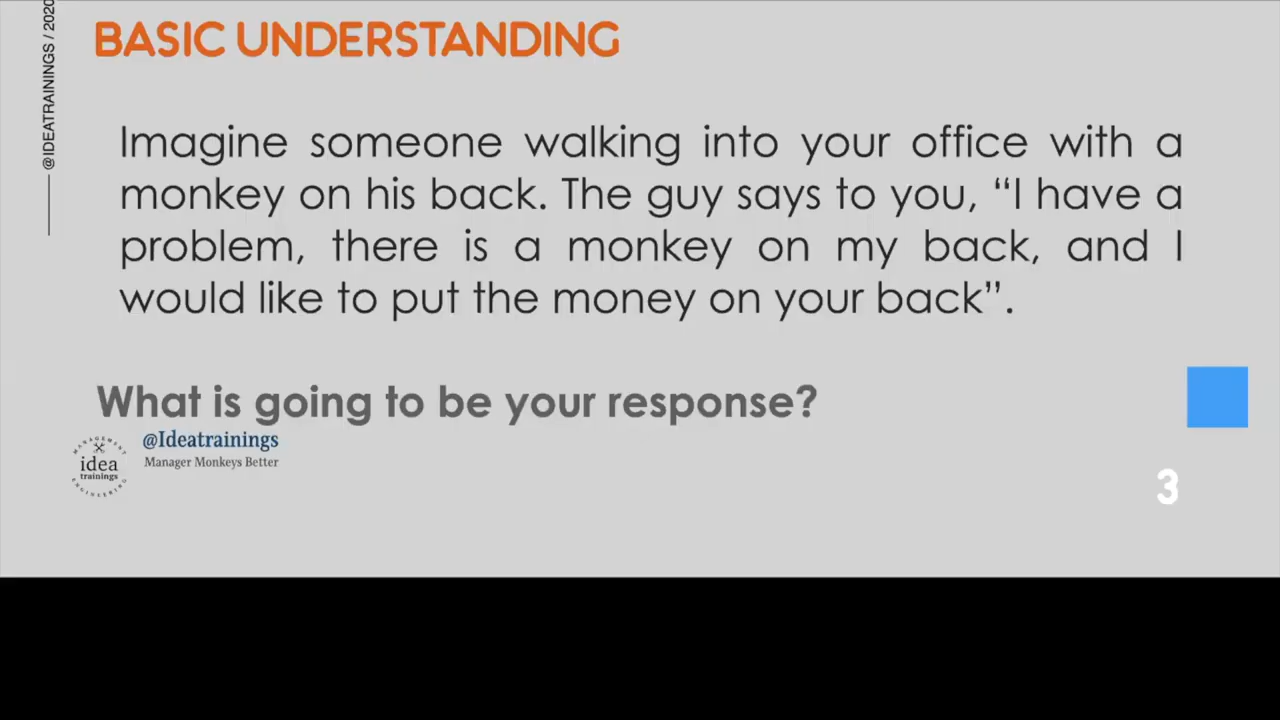 @IDEATRAININGS / 2020
BASIC UNDERSTANDING
Imagine someone walking into your office with a
monkey on his back. The guy says to you, “I have a
problem, there is a monkey on my back, and I
would like to put the money on your back”.
What is going to be your response?
@Ideatrainings
Manager Monkeys Better
MANAGEMENT
idea
trainings
ENGINEERING
3